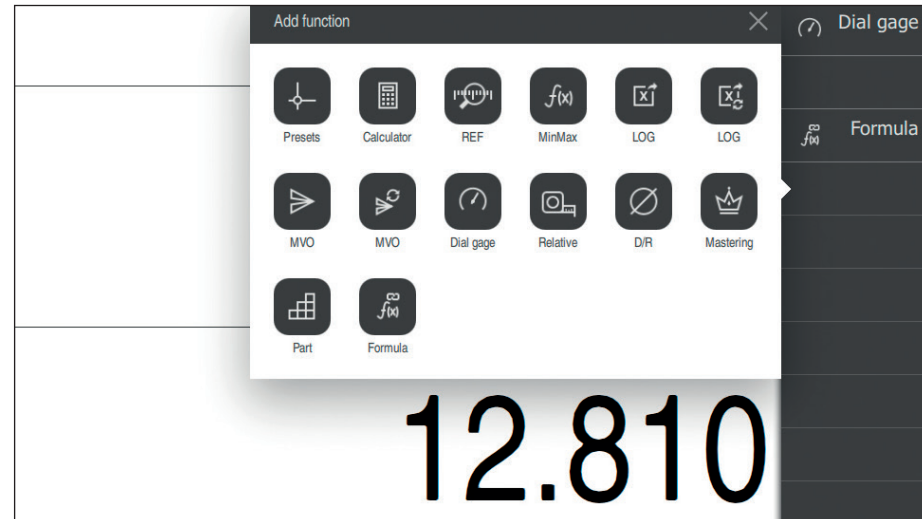 Add function
Dial gage
Presets Calculator REF MinMax LOG LOG
Formula
MVO MVO Dial gage Relative D/R Mastering
Part Formula
12.810